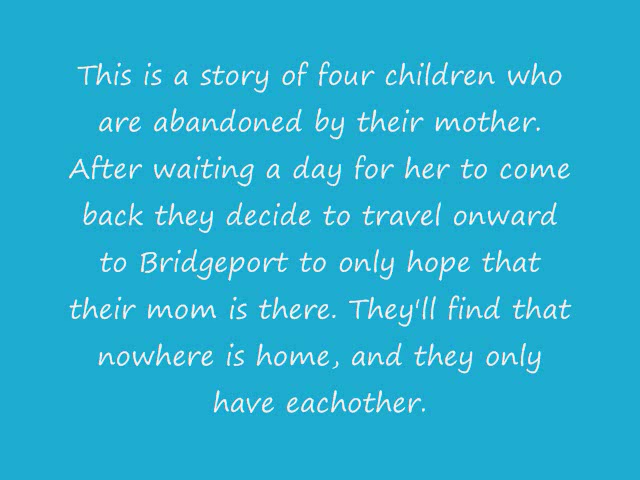 This is a story of four children who
are abandoned by their mother.
After waiting a day for her to come
back they decide to travel onward
to Bridgeport to only hope that
their mom is there. They'll find that
nowhere is home, and they only
have eachother.